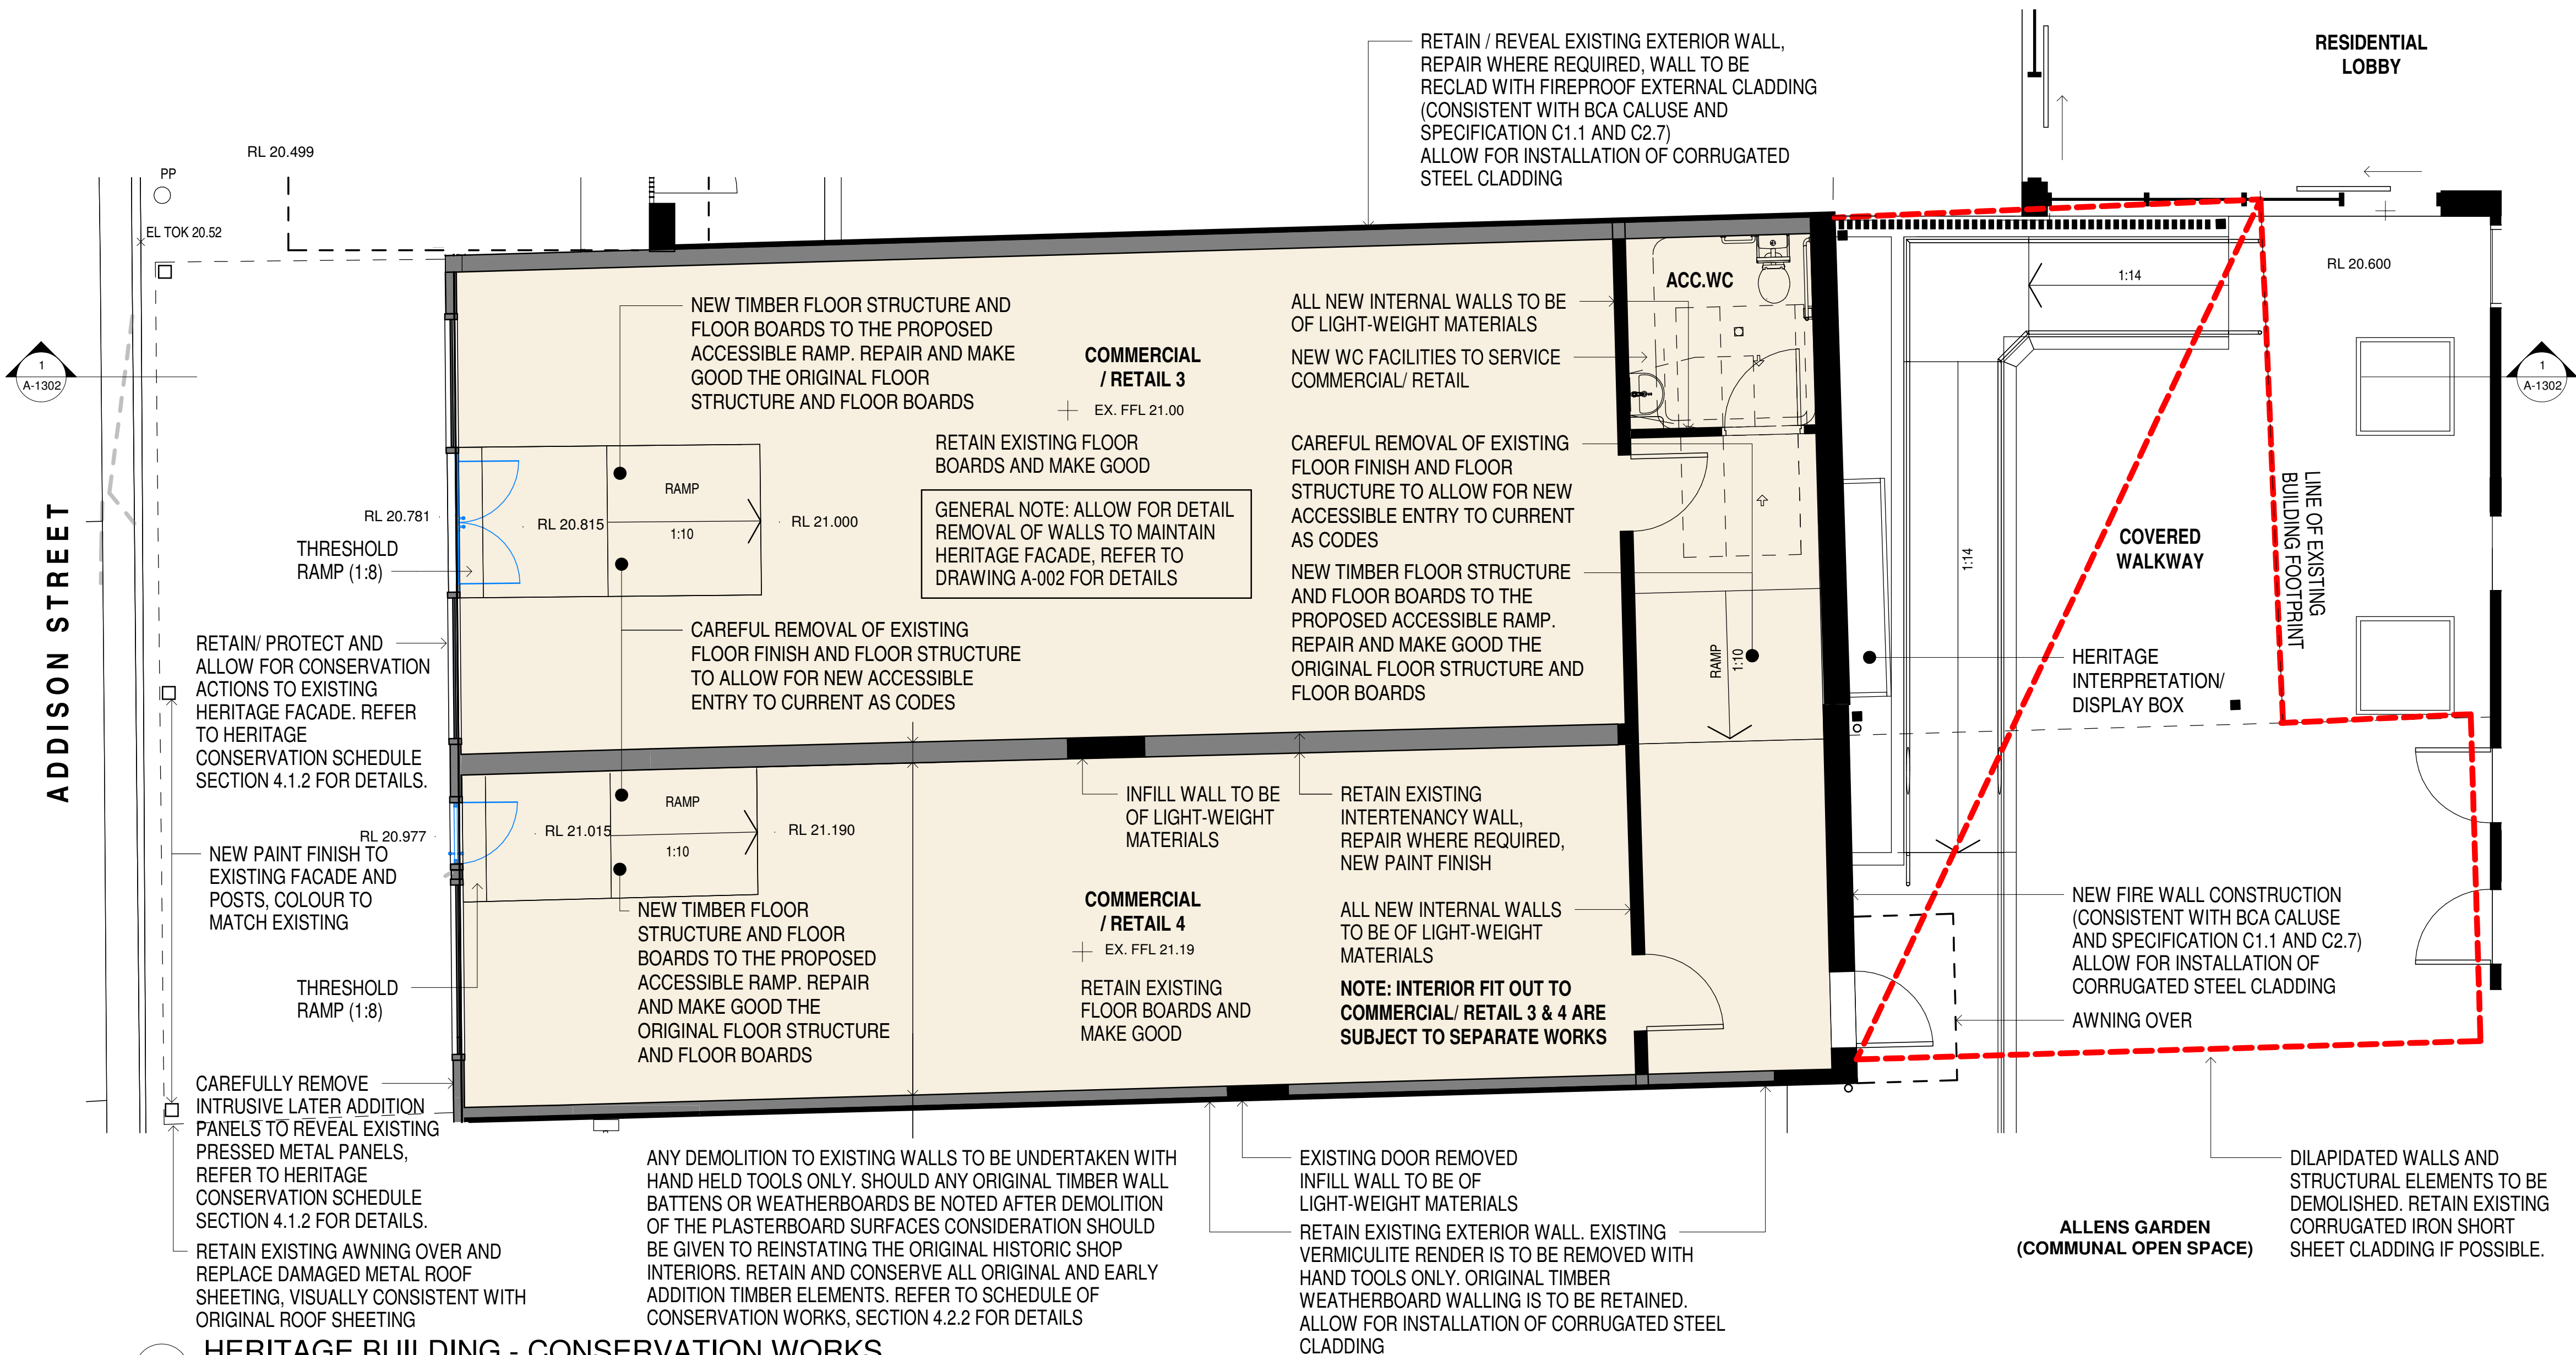 RETAIN / REVEAL EXISTING EXTERIOR WALL,
REPAIR WHERE REQUIRED, WALL TO BE
RECLAD WITH FIREPROOF EXTERNAL CLADDING
(CONSISTENT WITH BCA CALUSE AND
SPECIFICATION C1.1 AND C2.7)
ALLOW FOR INSTALLATION OF CORRUGATED
STEEL CLADDING
RESIDENTIAL
LOBBY
RL 20.499
PP
EL TOK 20.52
1
A-1302
ADDISON STREET
NEW TIMBER FLOOR STRUCTURE AND
FLOOR BOARDS TO THE PROPOSED
ACCESSIBLE RAMP. REPAIR AND MAKE
GOOD THE ORIGINAL FLOOR
STRUCTURE AND FLOOR BOARDS
COMMERCIAL
/ RETAIL 3
EX. FFL 21.00
RETAIN EXISTING FLOOR
BOARDS AND MAKE GOOD
GENERAL NOTE: ALLOW FOR DETAIL
REMOVAL OF WALLS TO MAINTAIN
HERITAGE FACADE, REFER TO
DRAWING A-002 FOR DETAILS
ALL NEW INTERNAL WALLS TO BE
OF LIGHT-WEIGHT MATERIALS
NEW WC FACILITIES TO SERVICE
COMMERCIAL/ RETAIL
CAREFUL REMOVAL OF EXISTING
FLOOR FINISH AND FLOOR
STRUCTURE TO ALLOW FOR NEW
ACCESSIBLE ENTRY TO CURRENT
AS CODES
NEW TIMBER FLOOR STRUCTURE
AND FLOOR BOARDS TO THE
PROPOSED ACCESSIBLE RAMP.
REPAIR AND MAKE GOOD THE
ORIGINAL FLOOR STRUCTURE AND
FLOOR BOARDS
ACC.WC
RAMP
1:10
1:14
RL 20.600
1
A-1302
1:14
COVERED
WALKWAY
LINE OF EXISTING
BUILDING FOOTPRINT
HERITAGE
INTERPRETATION/
DISPLAY BOX
RL 20.781
RL 20.815
RAMP
1:10
RL 21.000
THRESHOLD
RAMP (1:8)
RETAIN/ PROTECT AND
ALLOW FOR CONSERVATION
ACTIONS TO EXISTING
HERITAGE FACADE. REFER
TO HERITAGE
CONSERVATION SCHEDULE
SECTION 4.1.2 FOR DETAILS.
CAREFUL REMOVAL OF EXISTING
FLOOR FINISH AND FLOOR STRUCTURE
TO ALLOW FOR NEW ACCESSIBLE
ENTRY TO CURRENT AS CODES
RL 20.977
RL 21.015
RAMP
1:10
RL 21.190
NEW PAINT FINISH TO
EXISTING FACADE AND
POSTS, COLOUR TO
MATCH EXISTING
THRESHOLD
RAMP (1:8)
NEW TIMBER FLOOR
STRUCTURE AND FLOOR
BOARDS TO THE PROPOSED
ACCESSIBLE RAMP. REPAIR
AND MAKE GOOD THE
ORIGINAL FLOOR STRUCTURE
AND FLOOR BOARDS
INFILL WALL TO BE
OF LIGHT-WEIGHT
MATERIALS
RETAIN EXISTING
INTERTENANCY WALL,
REPAIR WHERE REQUIRED,
NEW PAINT FINISH
COMMERCIAL
/ RETAIL 4
EX. FFL 21.19
RETAIN EXISTING
FLOOR BOARDS AND
MAKE GOOD
ALL NEW INTERNAL WALLS
TO BE OF LIGHT-WEIGHT
MATERIALS
NOTE: INTERIOR FIT OUT TO
COMMERCIAL/ RETAIL 3 & 4 ARE
SUBJECT TO SEPARATE WORKS
NEW FIRE WALL CONSTRUCTION
(CONSISTENT WITH BCA CALUSE
AND SPECIFICATION C1.1 AND C2.7)
ALLOW FOR INSTALLATION OF
CORRUGATED STEEL CLADDING
AWNING OVER
CAREFULLY REMOVE
INTRUSIVE LATER ADDITION
PANELS TO REVEAL EXISTING
PRESSED METAL PANELS,
REFER TO HERITAGE
CONSERVATION SCHEDULE
SECTION 4.1.2 FOR DETAILS.
RETAIN EXISTING AWNING OVER AND
REPLACE DAMAGED METAL ROOF
SHEETING, VISUALLY CONSISTENT WITH
ORIGINAL ROOF SHEETING
ANY DEMOLITION TO EXISTING WALLS TO BE UNDERTAKEN WITH
HAND HELD TOOLS ONLY. SHOULD ANY ORIGINAL TIMBER WALL
BATTENS OR WEATHERBOARDS BE NOTED AFTER DEMOLITION
OF THE PLASTERBOARD SURFACES CONSIDERATION SHOULD
BE GIVEN TO REINSTATING THE ORIGINAL HISTORIC SHOP
INTERIORS. RETAIN AND CONSERVE ALL ORIGINAL AND EARLY
ADDITION TIMBER ELEMENTS. REFER TO SCHEDULE OF
CONSERVATION WORKS, SECTION 4.2.2 FOR DETAILS
EXISTING DOOR REMOVED
INFILL WALL TO BE OF
LIGHT-WEIGHT MATERIALS
RETAIN EXISTING EXTERIOR WALL. EXISTING
VERMICULITE RENDER IS TO BE REMOVED WITH
HAND TOOLS ONLY. ORIGINAL TIMBER
WEATHERBOARD WALLING IS TO BE RETAINED.
ALLOW FOR INSTALLATION OF CORRUGATED STEEL
CLADDING
ALLENS GARDEN
(COMMUNAL OPEN SPACE)
DILAPIDATED WALLS AND
STRUCTURAL ELEMENTS TO BE
DEMOLISHED. RETAIN EXISTING
CORRUGATED IRON SHORT
SHEET CLADDING IF POSSIBLE.
HERITAGE BUILDING - CONSERVATION WORKS